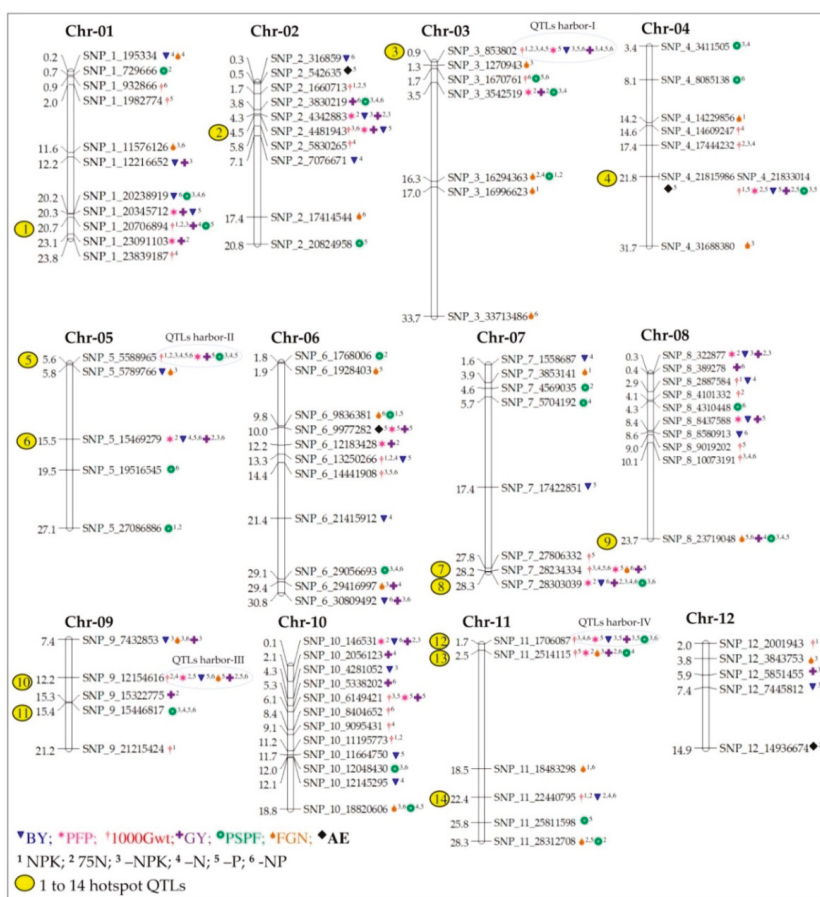 Chr-01
0.2 SNP_1_195334
0.7 SNP_1_729666
0.9 SNP_1_932866
2.0 SNP_1_1982774
11.6 SNP_1_11576126
12.2 SNP_1_12216652
20.2 SNP_1_20238919
20.3 SNP_1_20345712
1 20.7 SNP_1_20706894
23.1 SNP_1_23091103
23.8 SNP_1_23839187
Chr-02
0.3 SNP_2_316859
0.5 SNP_2_542635
1.7 SNP_2_1660713
3.8 SNP_2_3830219
4.3 SNP_2_4342883
2 4.5 SNP_2_4481943
5.8 SNP_2_5830265
7.1 SNP_2_7076671
17.4 SNP_2_17414544
20.8 SNP_2_20824958
Chr-03
QTLs harbor-I
3 0.9 SNP_3_853802
1.3 SNP_3_1270943
1.7 SNP_3_1670761
3.5 SNP_3_3542519
16.3 SNP_3_16294363
17.0 SNP_3_16996623
33.7 SNP_3_33713486
Chr-04
3.4 SNP_4_3411505
8.1 SNP_4_8085138
14.2 SNP_4_14229856
14.6 SNP_4_14609247
17.4 SNP_4_17444232
4 21.8 SNP_4_21815986 SNP_4_21833014
31.7 SNP_4_31688380
Chr-05
QTLs harbor-II
5 5.6 SNP_5_5588965
5.8 SNP_5_5789766
6 15.5 SNP_5_15469279
19.5 SNP_5_19516545
27.1 SNP_5_27086886
Chr-06
1.8 SNP_6_1768006
1.9 SNP_6_1928403
9.8 SNP_6_9836381
10.0 SNP_6_9977282
12.2 SNP_6_12183428
13.3 SNP_6_13250266
14.4 SNP_6_14441908
21.4 SNP_6_21415912
29.1 SNP_6_29056693
29.4 SNP_6_29416997
30.8 SNP_6_30809492
Chr-07
1.6 SNP_7_1558687
3.9 SNP_7_3853141
4.6 SNP_7_4569035
5.7 SNP_7_5704192
17.4 SNP_7_17422851
27.8 SNP_7_27806332
7 28.2 SNP_7_28234334
8 28.3 SNP_7_28303039
Chr-08
0.3 SNP_8_322877
0.4 SNP_8_389278
2.9 SNP_8_2887584
4.1 SNP_8_4101332
4.3 SNP_8_4310448
8.4 SNP_8_8437588
8.6 SNP_8_8580913
9.0 SNP_8_9019202
10.1 SNP_8_10073191
9 23.7 SNP_8_23719048
Chr-09
7.4 SNP_9_7432853
QTLs harbor-III
10 12.2 SNP_9_12154616
15.3 SNP_9_15322775
11 15.4 SNP_9_15446817
21.2 SNP_9_21215424
Chr-10
0.1 SNP_10_146531
2.1 SNP_10_2056123
4.3 SNP_10_4281052
5.3 SNP_10_5338202
6.1 SNP_10_6149421
8.4 SNP_10_8404652
9.1 SNP_10_9095431
11.2 SNP_10_11195773
11.7 SNP_10_11664750
12.0 SNP_10_12048430
12.1 SNP_10_12145295
18.8 SNP_10_18820606
Chr-11
QTLs harbor-IV
12 1.7 SNP_11_1706087
13 2.5 SNP_11_2514115
18.5 SNP_11_18483298
14 22.4 SNP_11_22440795
25.8 SNP_11_25811598
28.3 SNP_11_28312708
Chr-12
2.0 SNP_12_2001943
3.8 SNP_12_3843753
5.9 SNP_12_5851455
7.4 SNP_12_7445812
14.9 SNP_12_14936674
▼BY; *PFP; †1000Gwt; ✚GY; PSPF; FGN; ◆AE
¹ NPK; ² 75N; ³ –NPK; ⁴ –N; ⁵ –P; ⁶ -NP
1 to 14 hotspot QTLs